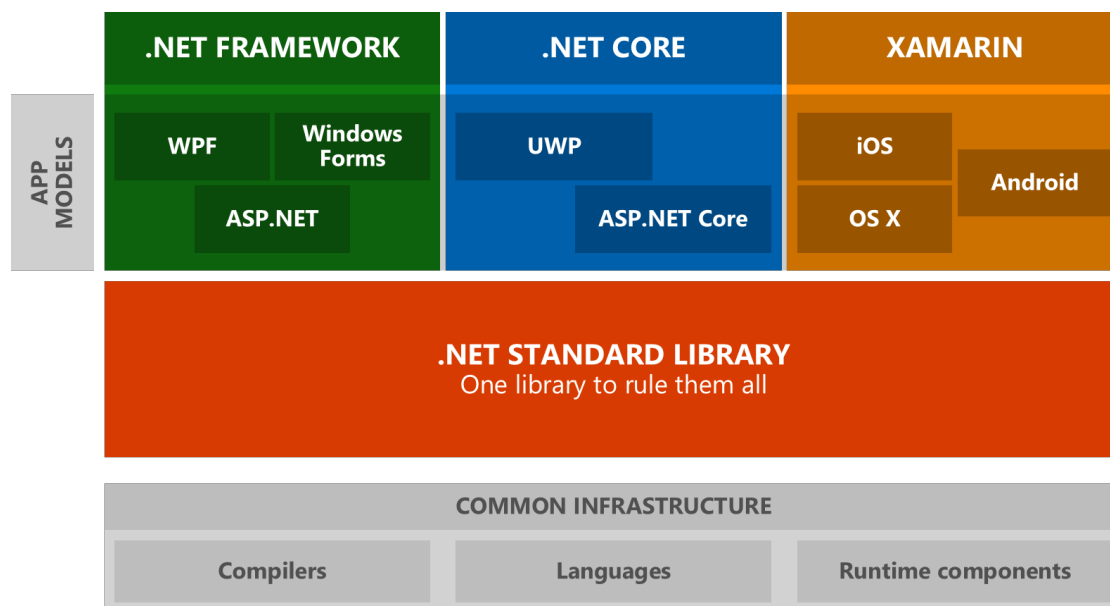 .NET FRAMEWORK
.NET CORE
XAMARIN
APP
MODELS
WPF
Windows
Forms
ASP.NET
UWP
ASP.NET Core
iOS
Android
OS X
.NET STANDARD LIBRARY
One library to rule them all
COMMON INFRASTRUCTURE
Compilers
Languages
Runtime components